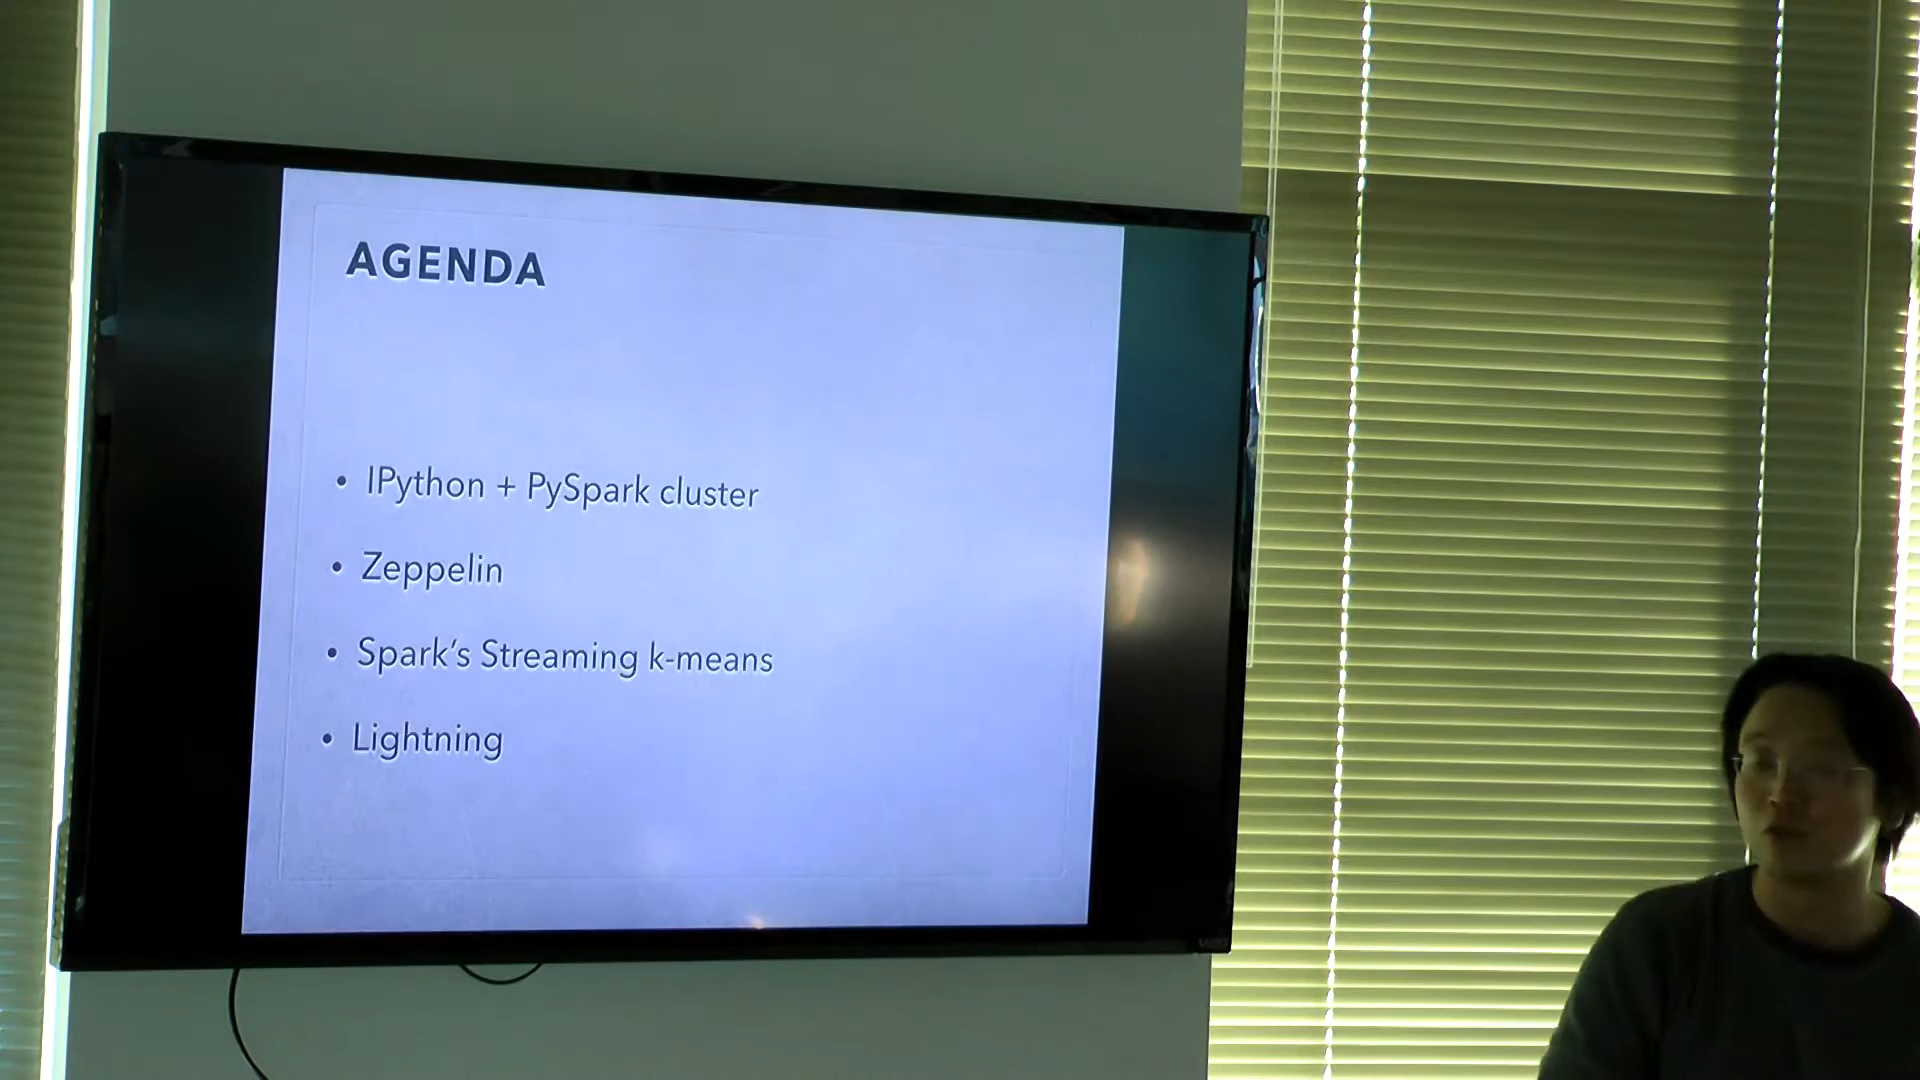 AGENDA
• IPython + PySpark cluster
• Zeppelin
• Spark’s Streaming k-means
• Lightning